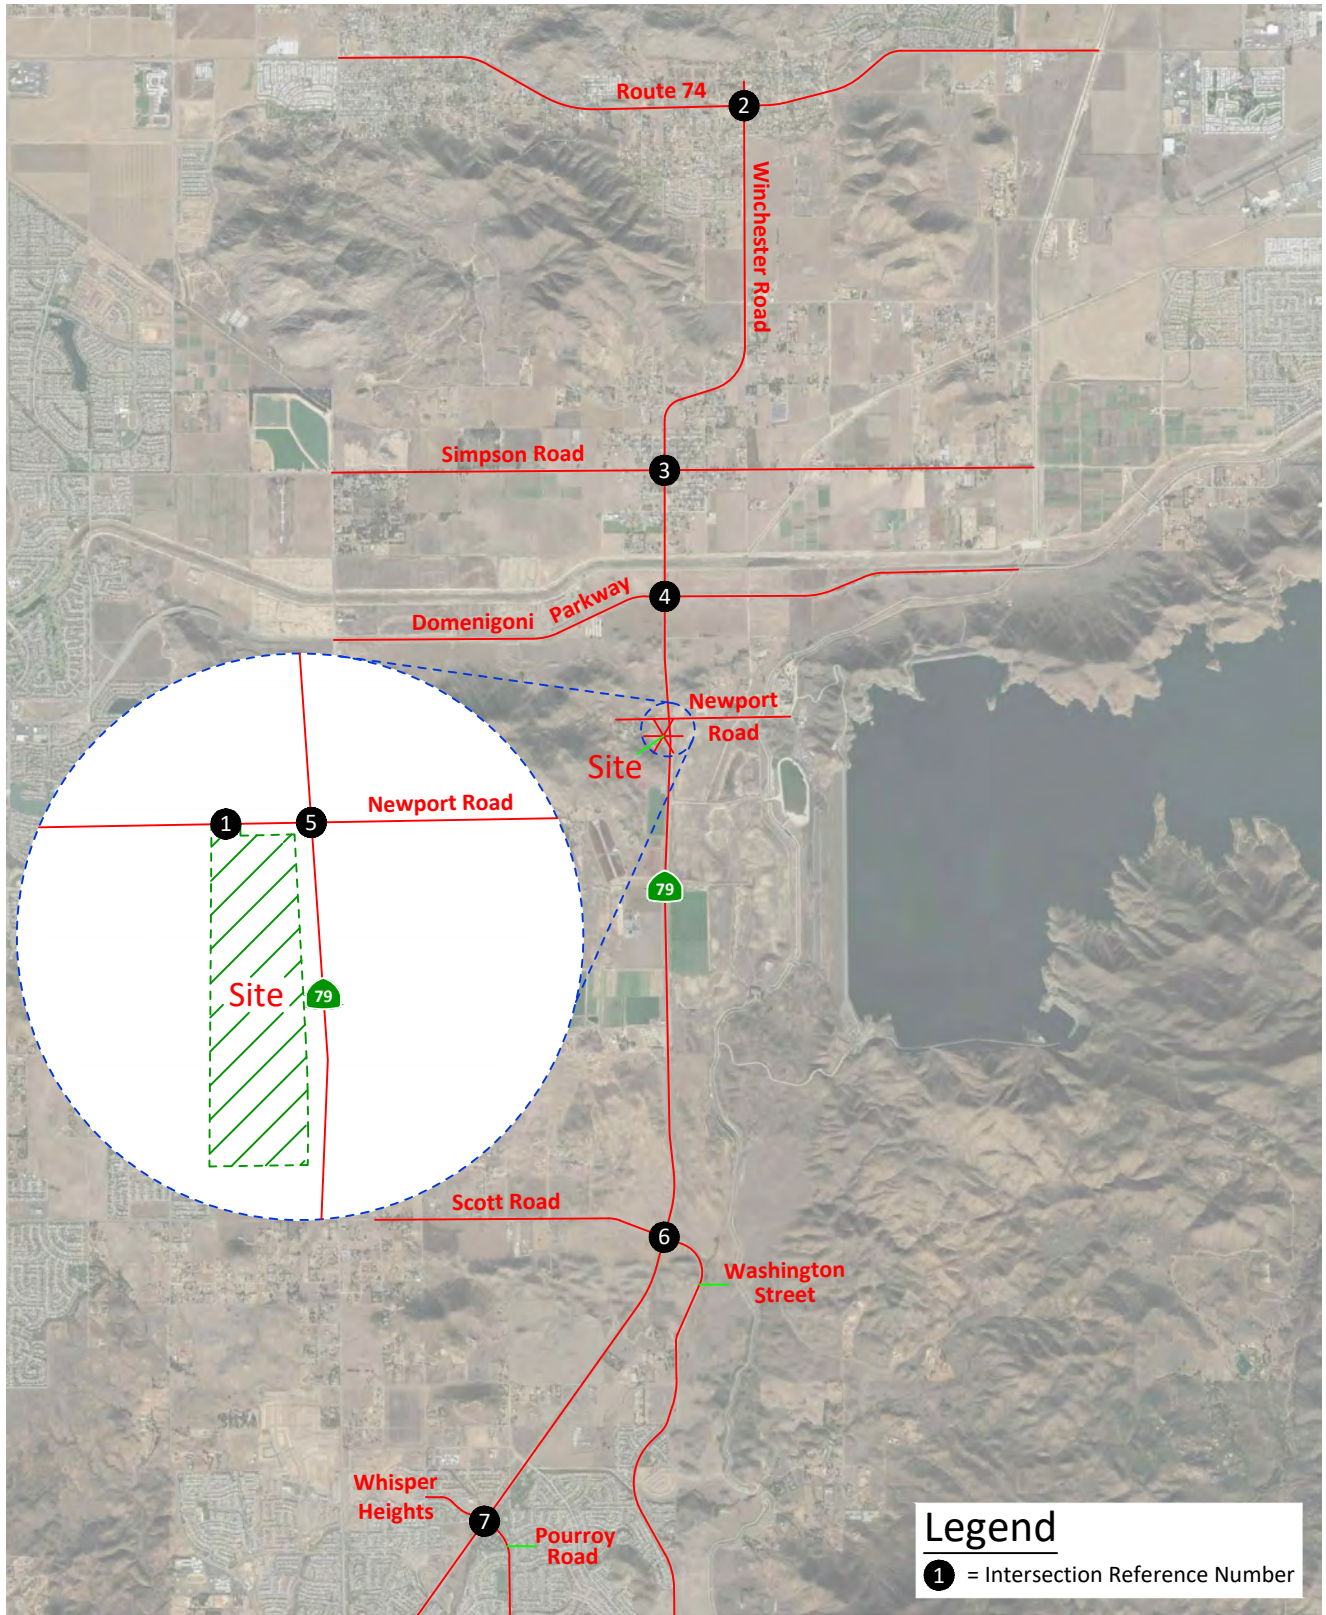 Route 74
2
Winchester Road
Simpson Road
3
Domenigoni Parkway
4
Newport
Road
Site
Newport Road
1
5
Site
79
79
Scott Road
6
Washington
Street
Whisper
Heights
7
Pourroy
Road
Legend
1 = Intersection Reference Number